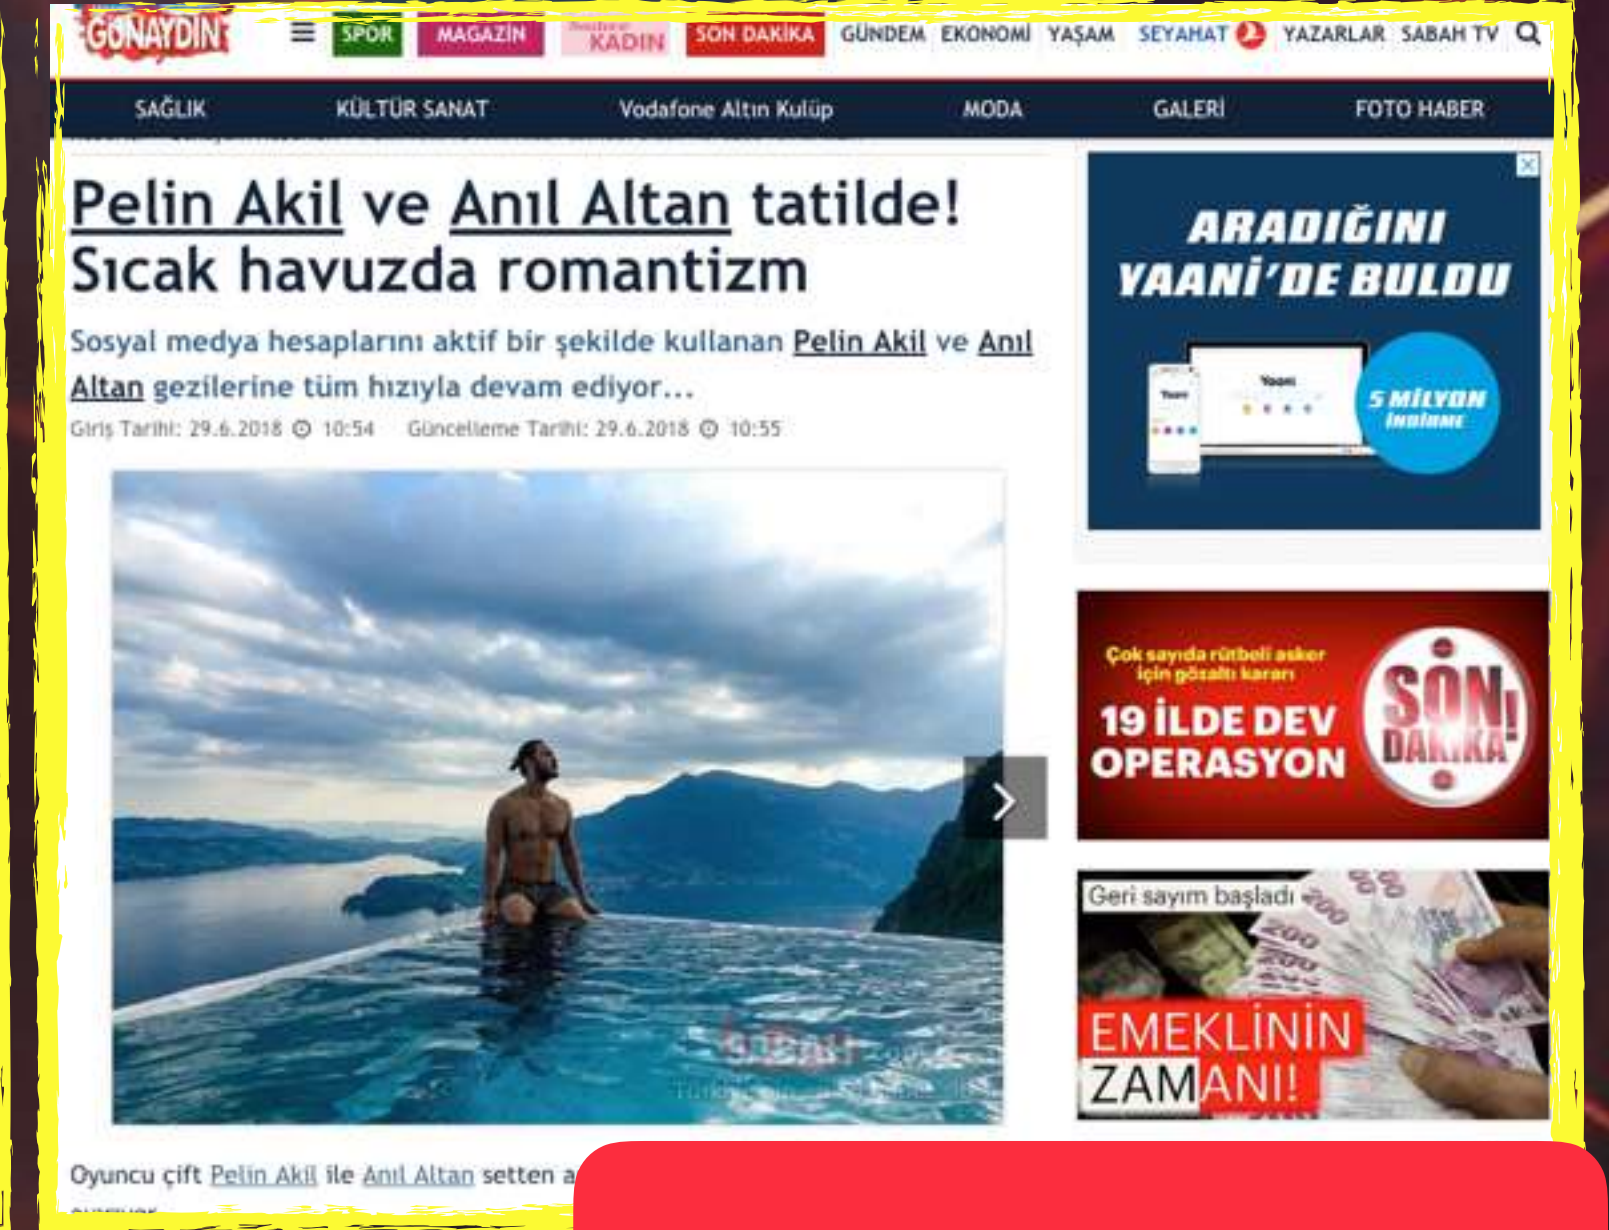 GÜNAYDIN
SPOR
MAGAZİN
KADIN
SON DAKİKA
GÜNDEM
EKONOMİ
YAŞAM
SEYAHAT
YAZARLAR
SABAH TV
SAĞLIK
KÜLTÜR SANAT
Vodafone Altın Kulüp
MODA
GALERİ
FOTO HABER
Pelin Akil ve Anıl Altan tatilde!
Sıcak havuzda romantizm
Sosyal medya hesaplarını aktif bir şekilde kullanan Pelin Akil ve Anıl
Altan gezilerine tüm hızıyla devam ediyor...
Giriş Tarihi: 29.6.2018 10:54 Güncelleme Tarihi: 29.6.2018 10:55
ARADIĞINI
YAANİ'DE BULDU
Yaani
Yaani
5 MİLYON
İNDİRME
Çok sayıda rütbeli asker
için gözaltı kararı
19 İLDE DEV
OPERASYON
SON
DAKİKA!
Geri sayım başladı
200
200
200
EMEKLİNİN
ZAMANI!
Oyuncu çift Pelin Akil ile Anıl Altan setten